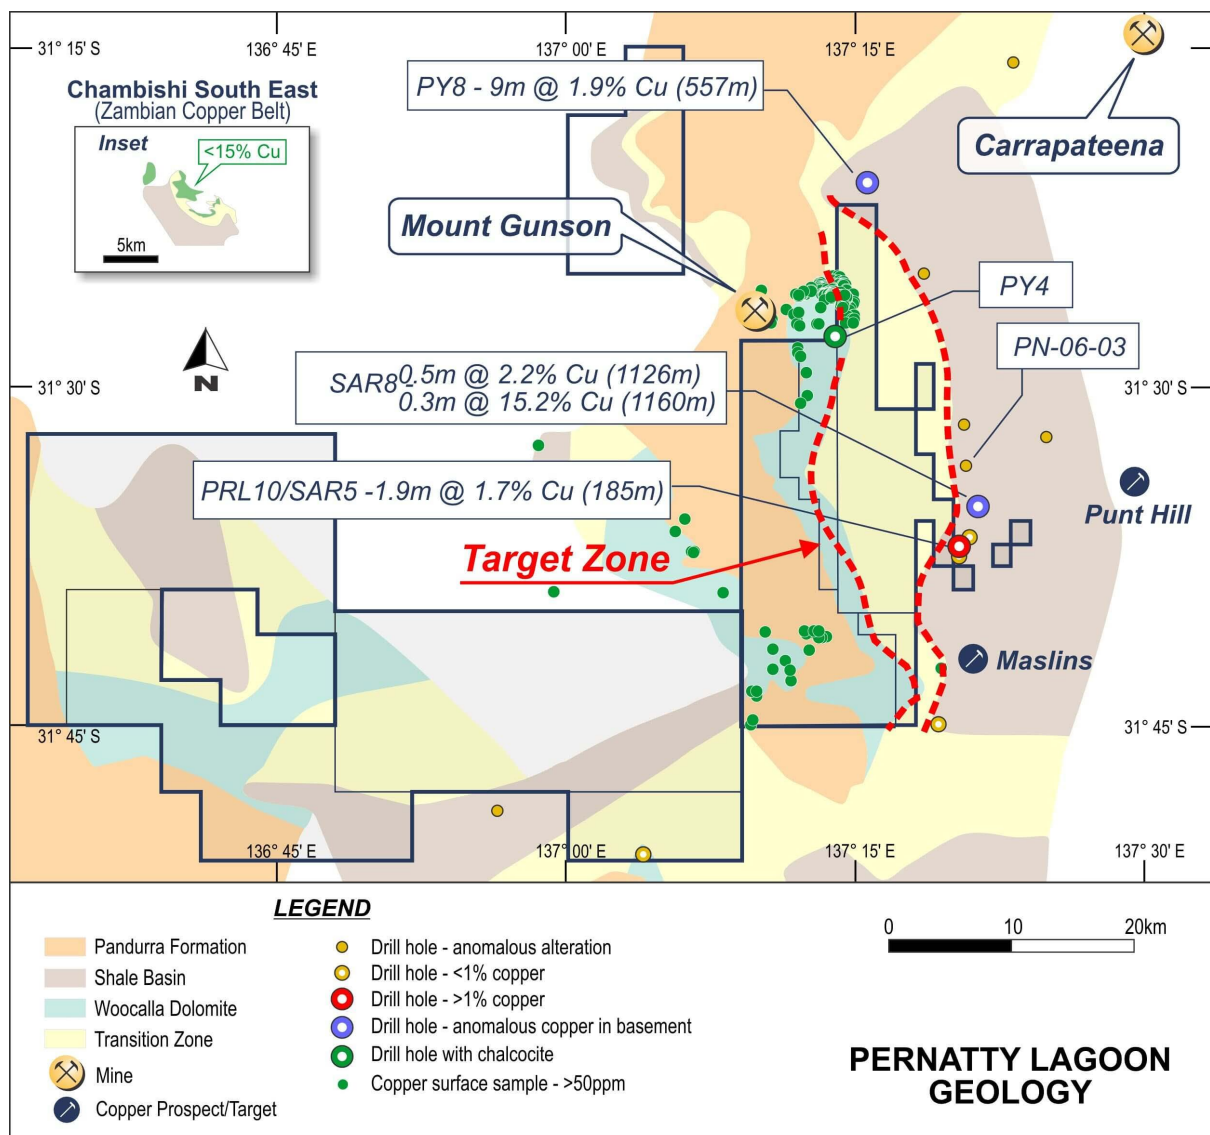 31° 15' S
136° 45' E
137° 00' E
137° 15' E
Chambishi South East
(Zambian Copper Belt)
Inset
<15% Cu
5km
PY8 - 9m @ 1.9% Cu (557m)
Carrapateena
Mount Gunson
PY4
PN-06-03
N
SAR8 0.5m @ 2.2% Cu (1126m)
0.3m @ 15.2% Cu (1160m)
31° 30' S
31° 30' S
PRL10/SAR5 -1.9m @ 1.7% Cu (185m)
Punt Hill
Target Zone
Maslins
31° 45' S
31° 45' S
136° 45' E
137° 00' E
137° 15' E
137° 30' E
LEGEND
Pandurra Formation
Shale Basin
Woocalla Dolomite
Transition Zone
Mine
Copper Prospect/Target
Drill hole - anomalous alteration
Drill hole - <1% copper
Drill hole - >1% copper
Drill hole - anomalous copper in basement
Drill hole with chalcocite
Copper surface sample - >50ppm
0 10 20km
PERNATTY LAGOON
GEOLOGY